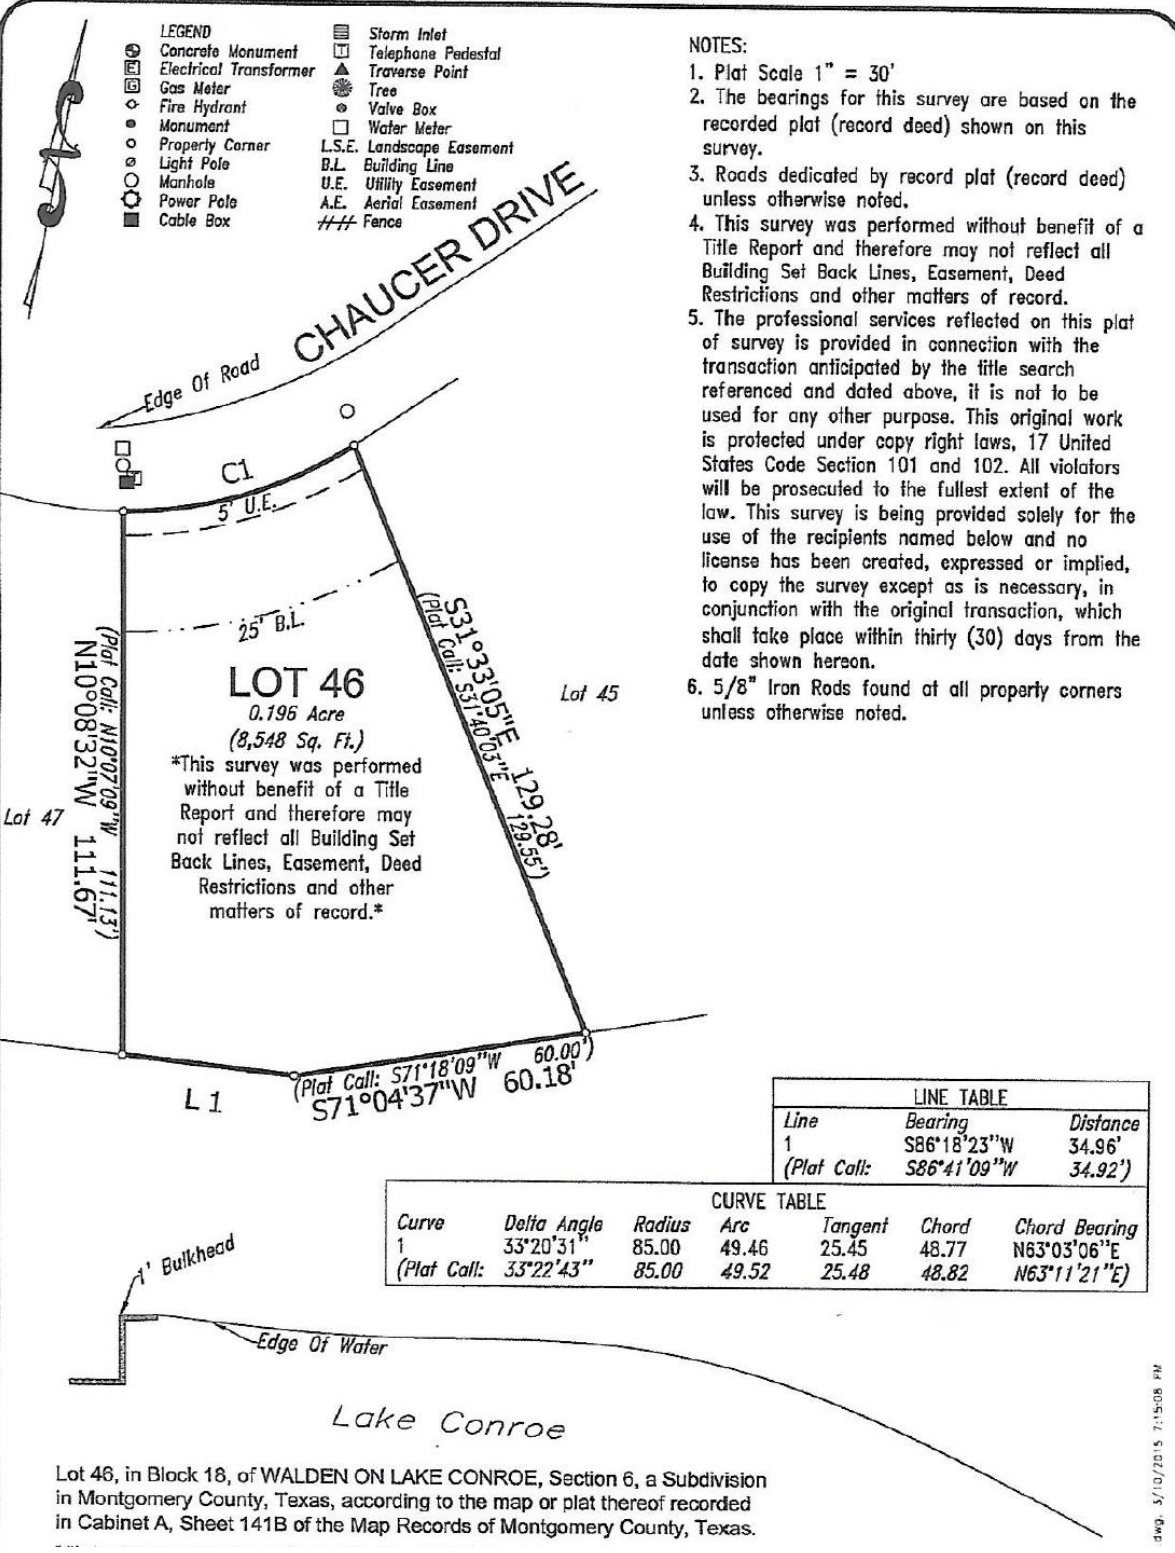 LEGEND
Concrete Monument
Electrical Transformer
E
Gas Meter
G
Fire Hydrant
Monument
Property Corner
Light Pole
Manhole
Power Pole
Cable Box
Storm Inlet
T Telephone Pedestal
Traverse Point
Tree
Valve Box
Water Meter
L.S.E. Landscape Easement
B.L. Building Line
U.E. Utility Easement
A.E. Aerial Easement
Fence
NOTES:
1. Plat Scale 1" = 30'
2. The bearings for this survey are based on the
recorded plat (record deed) shown on this
survey.
3. Roads dedicated by record plat (record deed)
unless otherwise noted.
4. This survey was performed without benefit of a
Title Report and therefore may not reflect all
Building Set Back Lines, Easement, Deed
Restrictions and other matters of record.
5. The professional services reflected on this plat
of survey is provided in connection with the
transaction anticipated by the title search
referenced and dated above, it is not to be
used for any other purpose. This original work
is protected under copy right laws, 17 United
States Code Section 101 and 102. All violators
will be prosecuted to the fullest extent of the
law. This survey is being provided solely for the
use of the recipients named below and no
license has been created, expressed or implied,
to copy the survey except as is necessary, in
conjunction with the original transaction, which
shall take place within thirty (30) days from the
date shown hereon.
6. 5/8" Iron Rods found at all property corners
unless otherwise noted.
CHAUCER DRIVE
Edge Of Road
C1
5' U.E.
25' B.L.
LOT 46
0.196 Acre
(8,548 Sq. Ft.)
*This survey was performed
without benefit of a Title
Report and therefore may
not reflect all Building Set
Back Lines, Easement, Deed
Restrictions and other
matters of record.*
S31°33'05"E 129.28'
(Plat Call: S31°40'03"E 129.55')
Lot 45
Lot 47
(Plat Call: N10°07'09"W 111.13')
N10°08'32"W 111.67'
L1
(Plat Call: S71°18'09"W 60.00')
S71°04'37"W 60.18'
LINE TABLE
Line Bearing Distance
1 S86°18'23"W 34.96'
(Plat Call: S86°41'09"W 34.92')
CURVE TABLE
Curve Delta Angle Radius Arc Tangent Chord Chord Bearing
1 33°20'31" 85.00 49.46 25.45 48.77 N63°03'06"E
(Plat Call: 33°22'43" 85.00 49.52 25.48 48.82 N63°11'21"E)
1' Bulkhead
Edge Of Water
Lake Conroe
Lot 46, in Block 18, of WALDEN ON LAKE CONROE, Section 6, a Subdivision
in Montgomery County, Texas, according to the map or plat thereof recorded
in Cabinet A, Sheet 141B of the Map Records of Montgomery County, Texas.
.dwg, 3/10/2015 7:15:08 PM